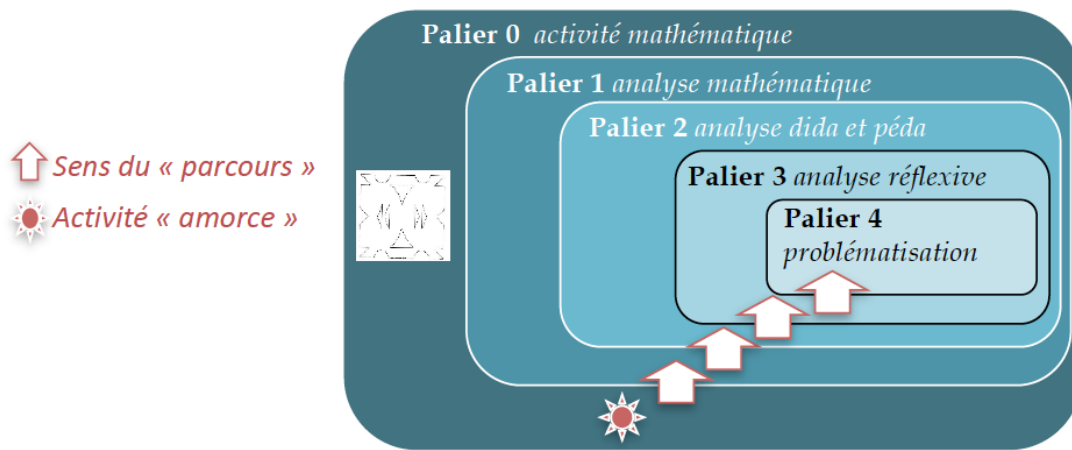 Palier 0 activité mathématique
Palier 1 analyse mathématique
Palier 2 analyse dida et péda
Palier 3 analyse réflexive
Palier 4
problématisation
Sens du « parcours »
Activité « amorce »